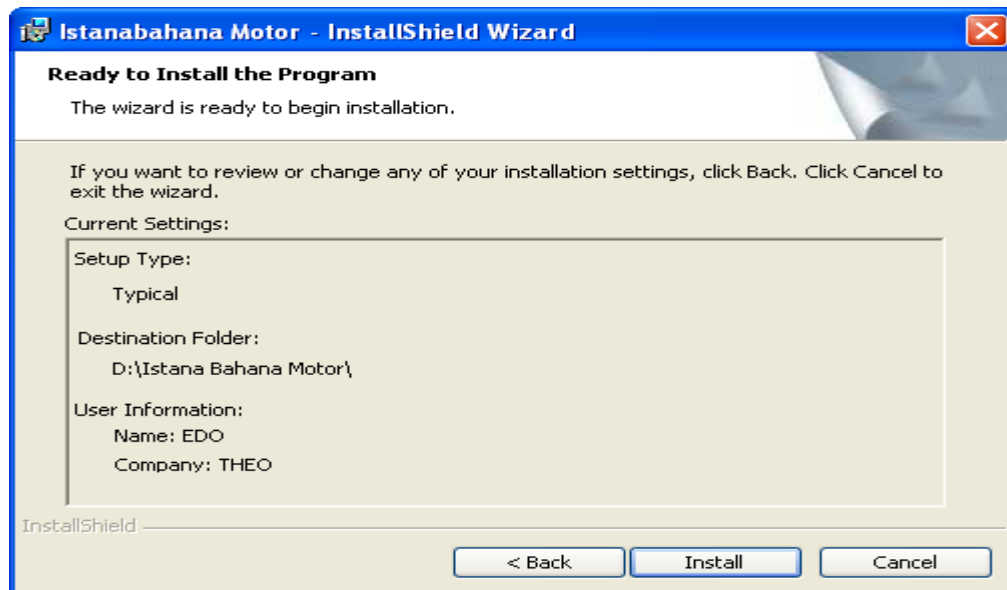 Istanabahana Motor - InstallShield Wizard
Ready to Install the Program
The wizard is ready to begin installation.
If you want to review or change any of your installation settings, click Back. Click Cancel to
exit the wizard.
Current Settings:
Setup Type:
Typical
Destination Folder:
D:\Istana Bahana Motor\
User Information:
Name: EDO
Company: THEO
InstallShield
< Back
Install
Cancel